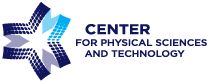 CENTER
FOR PHYSICAL SCIENCES
AND TECHNOLOGY